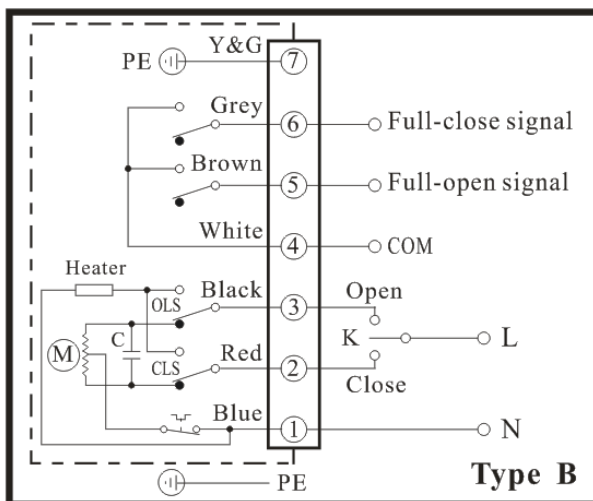 Y&G
PE 7
Grey 6 Full-close signal
Brown 5 Full-open signal
White 4 COM
Heater
OLS Black 3 Open
M C K L
CLS Red 2 Close
Blue 1 N
PE
Type B